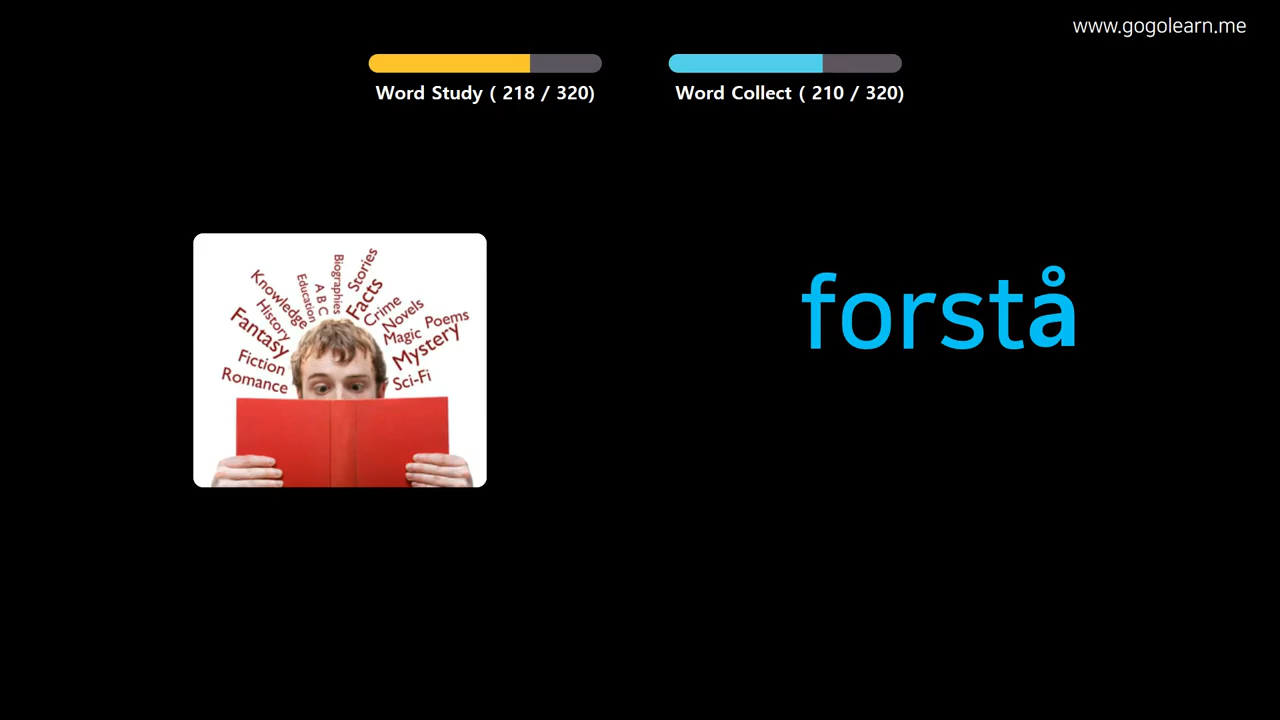 www.gogolearn.me
Word Study ( 218 / 320)
Word Collect ( 210 / 320)
forstå
Biographies
Stories
Knowledge
Education
A B C
Facts
History
Crime
Novels
Fantasy
Magic
Poems
Mystery
Fiction
Romance
Sci-Fi